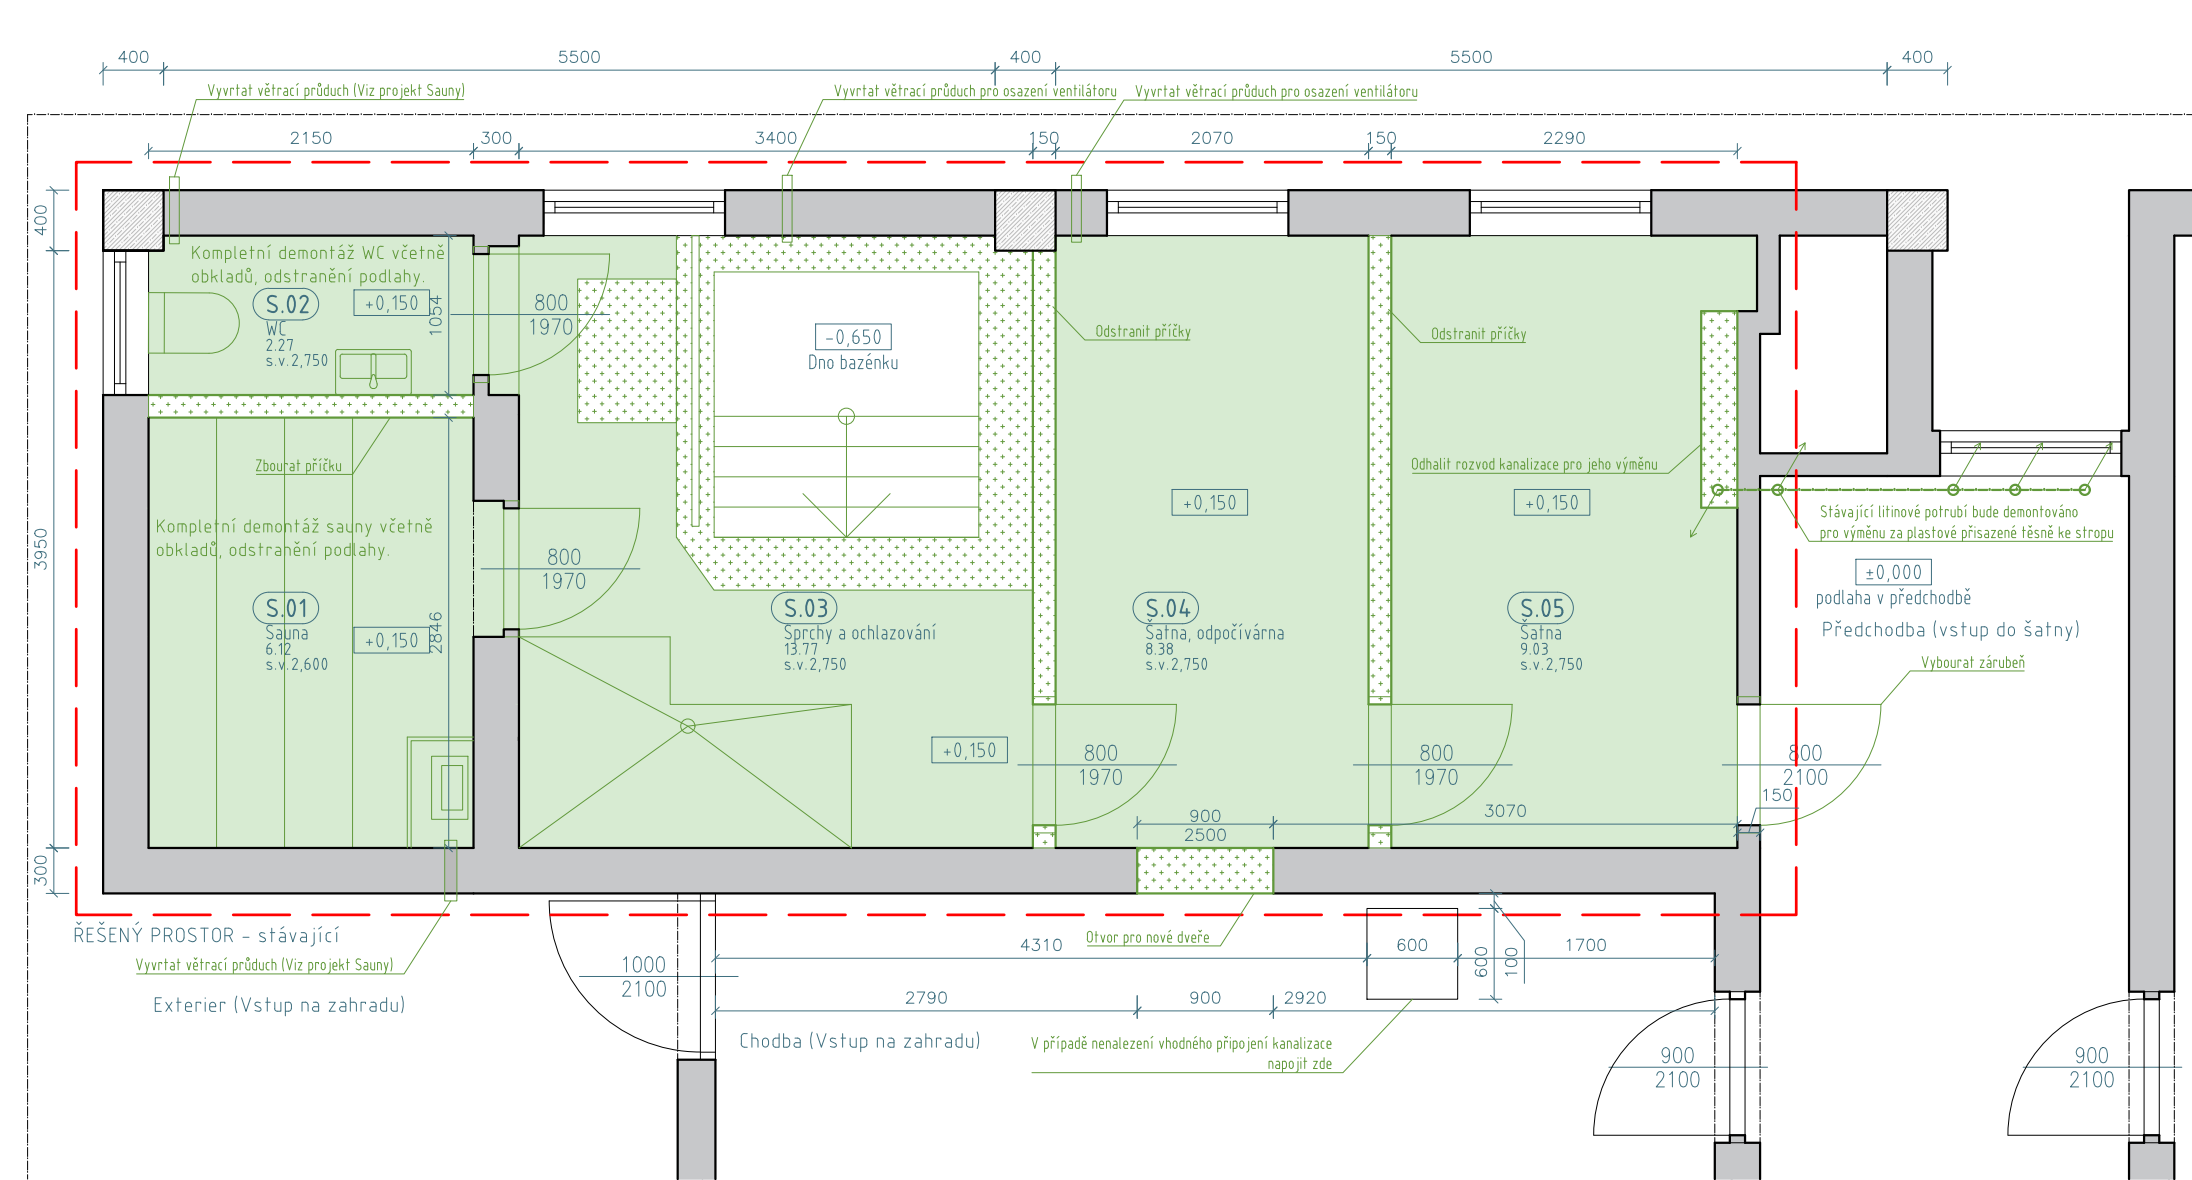 400
5500
400
5500
400
Vyvrtat větrací průduch (Viz projekt Sauny)
Vyvrtat větrací průduch pro osazení ventilátoru
Vyvrtat větrací průduch pro osazení ventilátoru
2150
300
3400
150
2070
150
2290
400
3950
300
Kompletní demontáž WC včetně
obkladů, odstranění podlahy.
S.02
WC
2.27
s.v.2,750
+0,150
1054
800
1970
-0,650
Dno bazénku
Odstranit příčky
Odstranit příčky
Zbourat příčku
Odhalit rozvod kanalizace pro jeho výměnu
Kompletní demontáž sauny včetně
obkladů, odstranění podlahy.
800
1970
+0,150
+0,150
Stávající litinové potrubí bude demontováno
pro výměnu za plastové přisazené těsně ke stropu
±0,000
podlaha v předchodbě
Předchodba (vstup do šatny)
S.01
Sauna
6.12
s.v.2,600
+0,150
2846
S.03
Sprchy a ochlazování
13.77
s.v.2,750
S.04
Šatna, odpočívárna
8.38
s.v.2,750
S.05
Šatna
9.03
s.v.2,750
Vybourat zárubeň
+0,150
800
1970
800
1970
800
2100
150
900
2500
3070
ŘEŠENÝ PROSTOR - stávající
Vyvrtat větrací průduch (Viz projekt Sauny)
Exterier (Vstup na zahradu)
1000
2100
Otvor pro nové dveře
4310
600
1700
600
100
2790
900
2920
Chodba (Vstup na zahradu)
V případě nenalezení vhodného připojení kanalizace
napojit zde
900
2100
900
2100